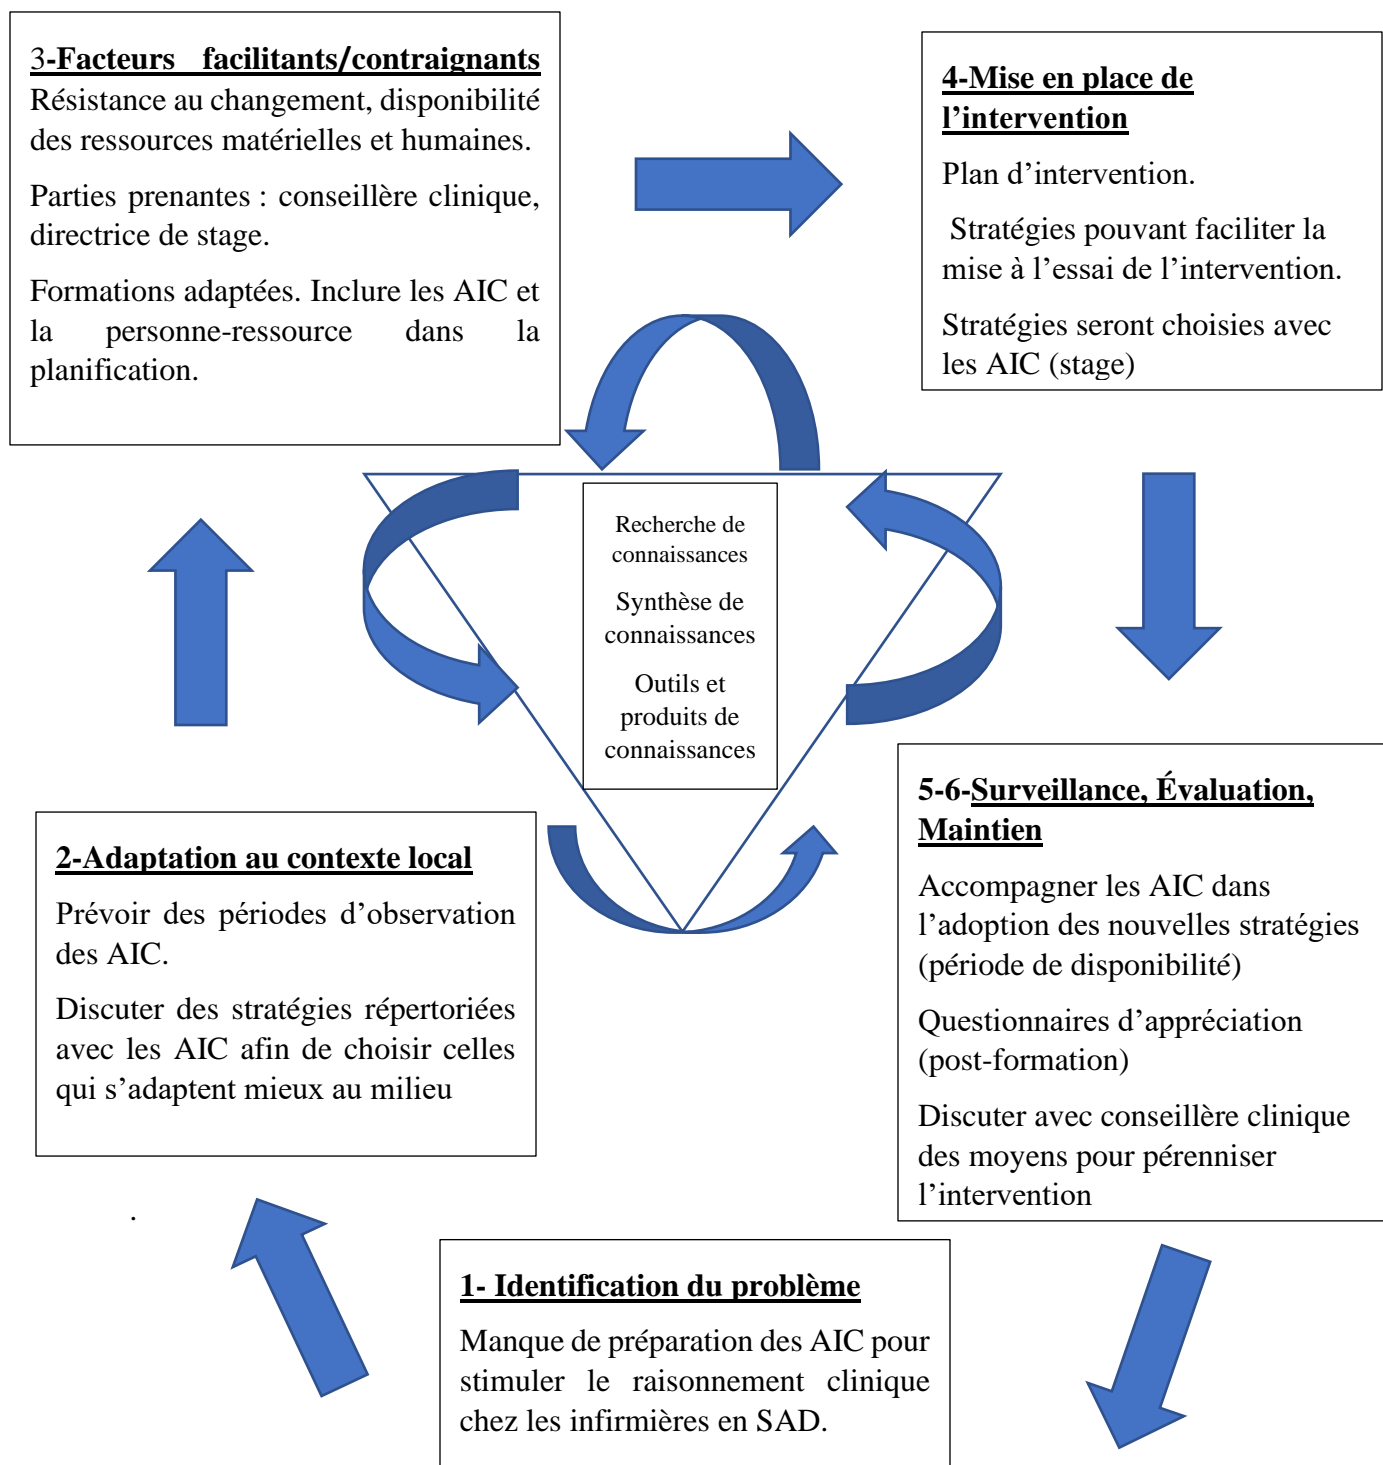 3-Facteurs facilitants/contraignants
Résistance au changement, disponibilité
des ressources matérielles et humaines.
Parties prenantes : conseillère clinique,
directrice de stage.
Formations adaptées. Inclure les AIC et
la personne-ressource dans la
planification.
4-Mise en place de
l’intervention
Plan d’intervention.
Stratégies pouvant faciliter la
mise à l’essai de l’intervention.
Stratégies seront choisies avec
les AIC (stage)
Recherche de
connaissances
Synthèse de
connaissances
Outils et
produits de
connaissances
2-Adaptation au contexte local
Prévoir des périodes d’observation
des AIC.
Discuter des stratégies répertoriées
avec les AIC afin de choisir celles
qui s’adaptent mieux au milieu
.
5-6-Surveillance, Évaluation,
Maintien
Accompagner les AIC dans
l’adoption des nouvelles stratégies
(période de disponibilité)
Questionnaires d’appréciation
(post-formation)
Discuter avec conseillère clinique
des moyens pour pérenniser
l’intervention
1- Identification du problème
Manque de préparation des AIC pour
stimuler le raisonnement clinique
chez les infirmières en SAD.